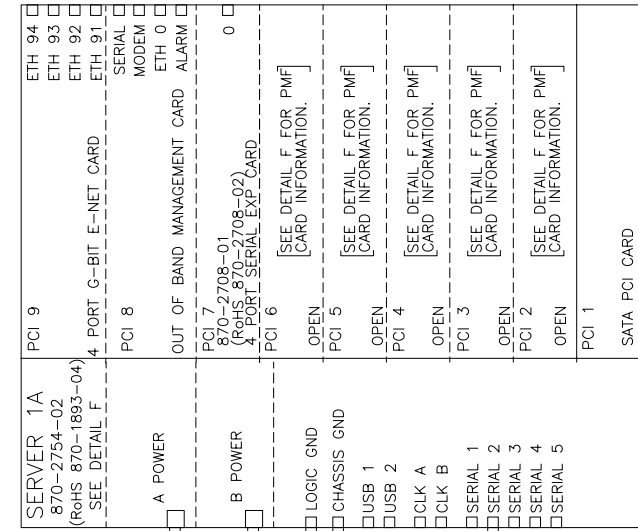 SERVER 1A
870-2754-02
(RoHS 870-1893-04)
SEE DETAIL F
A POWER
B POWER
LOGIC GND
CHASSIS GND
USB 1
USB 2
CLK A
CLK B
SERIAL 1
SERIAL 2
SERIAL 3
SERIAL 4
SERIAL 5
PCI 9
4 PORT G-BIT E-NET CARD
ETH 94
ETH 93
ETH 92
ETH 91
PCI 8
OUT OF BAND MANAGEMENT CARD
SERIAL
MODEM
ETH 0
ALARM
PCI 7
870-2708-01
(RoHS 870-2708-02)
4 PORT SERIAL EXP CARD
0
PCI 6
OPEN
SEE DETAIL F FOR PMF
CARD INFORMATION.
PCI 5
OPEN
SEE DETAIL F FOR PMF
CARD INFORMATION.
PCI 4
OPEN
SEE DETAIL F FOR PMF
CARD INFORMATION.
PCI 3
OPEN
SEE DETAIL F FOR PMF
CARD INFORMATION.
PCI 2
OPEN
SEE DETAIL F FOR PMF
CARD INFORMATION.
PCI 1
SATA PCI CARD